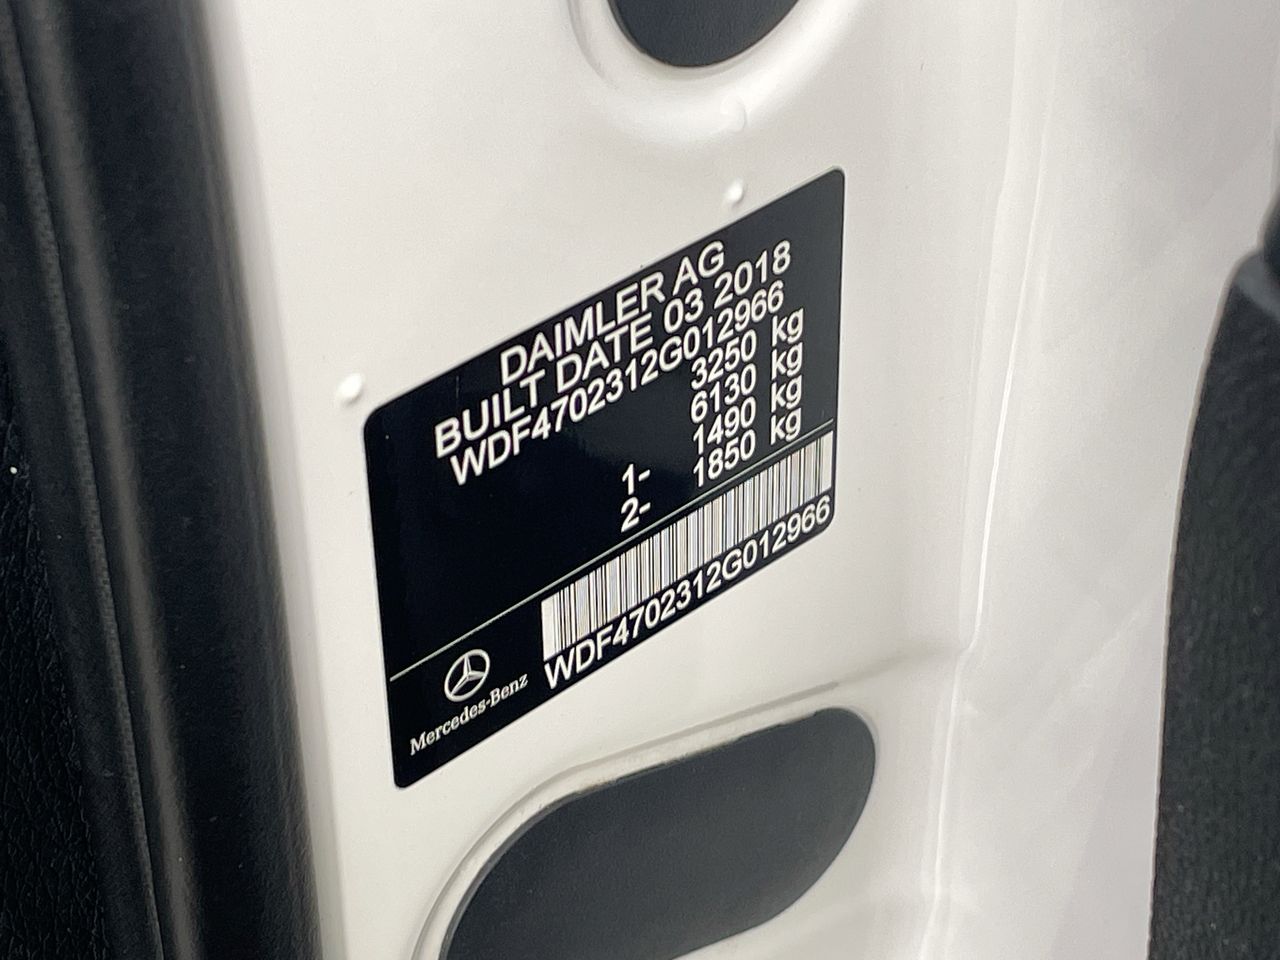 DAIMLER AG
BUILT DATE 03 2018
WDF4702312G012966
3250 kg
6130 kg
1- 1490 kg
2- 1850 kg
WDF4702312G012966
Mercedes-Benz